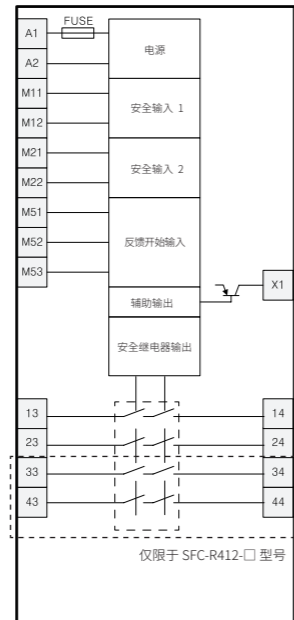 FUSE
A1
电源
A2
M11
安全输入 1
M12
M21
安全输入 2
M22
M51
M52
反馈开始输入
M53
X1
辅助输出
安全继电器输出
13
14
23
24
33
34
43
44
仅限于 SFC-R412-□ 型号